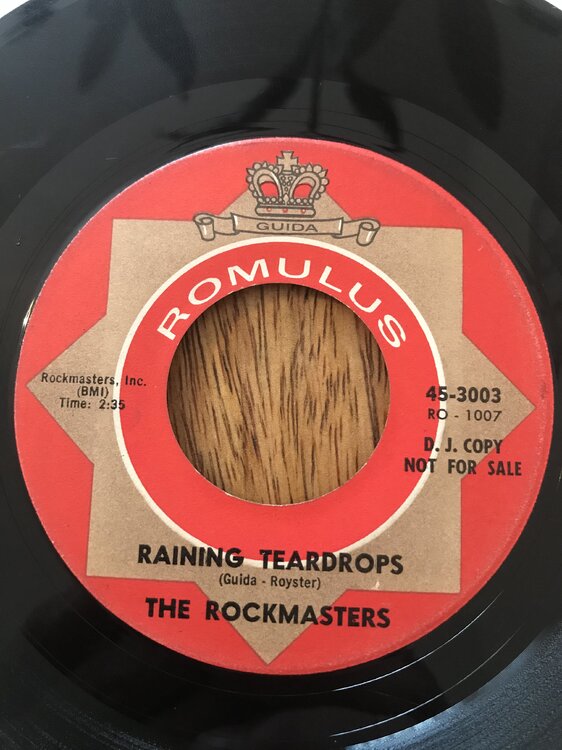 GUIDA
ROMULUS
Rockmasters, Inc.
(BMI)
Time: 2:35
45-3003
RO - 1007
D. J. COPY
NOT FOR SALE
RAINING TEARDROPS
(Guida - Royster)
THE ROCKMASTERS